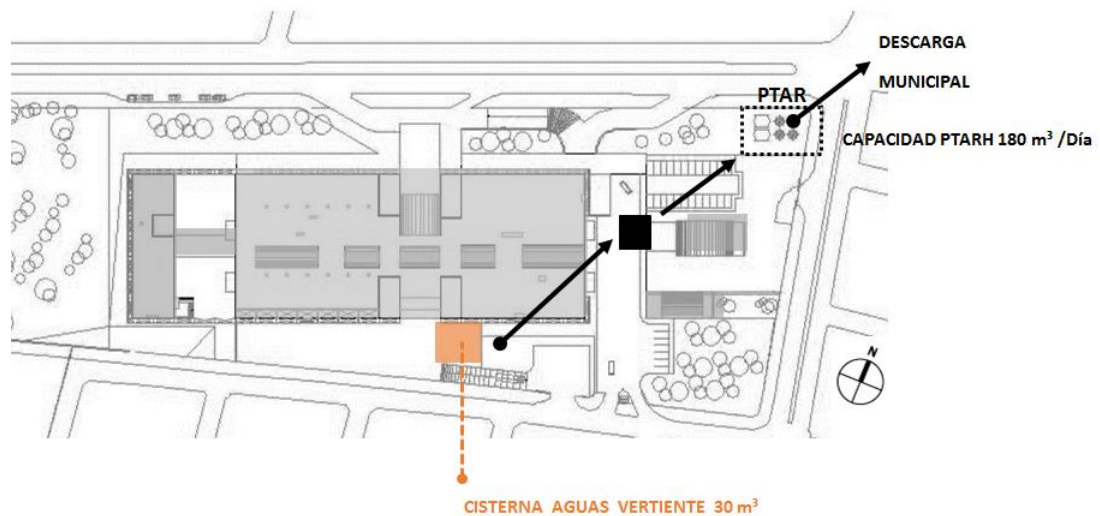 DESCARGA
MUNICIPAL
PTAR
CAPACIDAD PTARH 180 m³ /Día
N
CISTERNA AGUAS VERTIENTE 30 m³